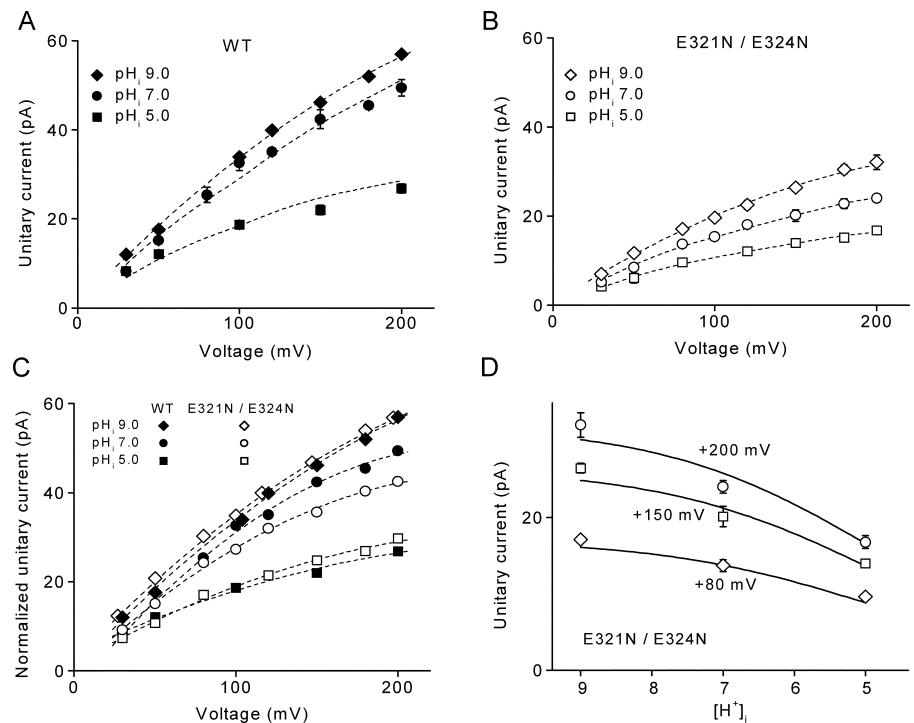 A
WT
60
40
20
0
Unitary current (pA)
pHi 9.0
pHi 7.0
pHi 5.0
0 100 200
Voltage (mV)
B
E321N / E324N
60
40
20
0
Unitary current (pA)
pHi 9.0
pHi 7.0
pHi 5.0
0 100 200
Voltage (mV)
C
WT E321N / E324N
pHi 9.0
pHi 7.0
pHi 5.0
60
40
20
0
Normalized unitary current (pA)
0 100 200
Voltage (mV)
D
20
0
Unitary current (pA)
+200 mV
+150 mV
+80 mV
E321N / E324N
9 8 7 6 5
[H+]i